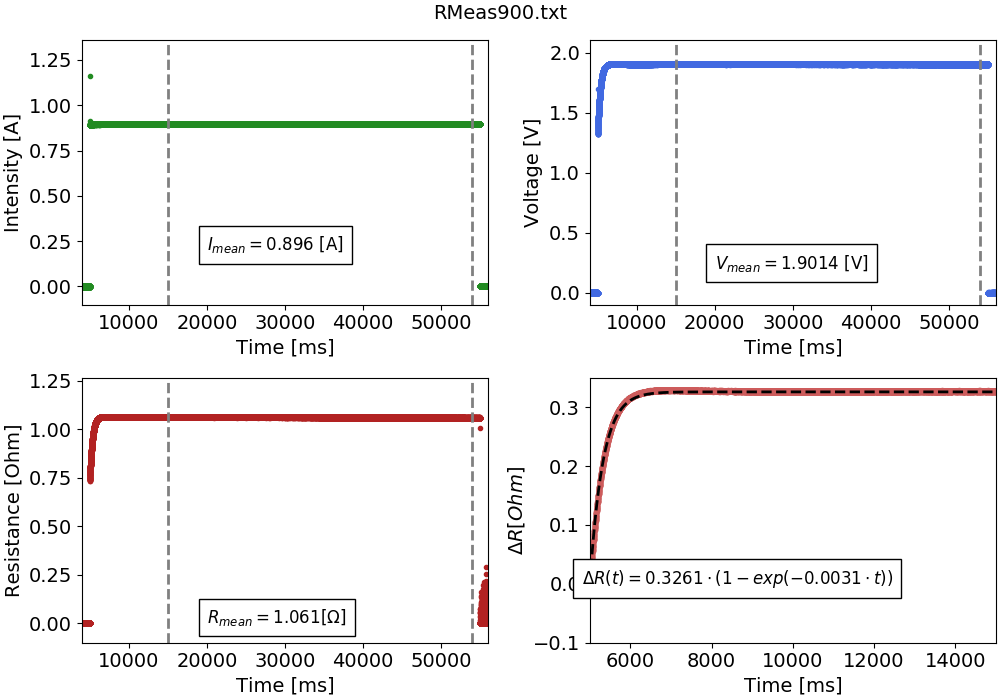 RMeas900.txt
Intensity [A]
1.25
1.00
0.75
0.50
0.25
0.00
I_mean = 0.896 [A]
10000 20000 30000 40000 50000
Time [ms]
Voltage [V]
2.0
1.5
1.0
0.5
0.0
V_mean = 1.9014 [V]
10000 20000 30000 40000 50000
Time [ms]
Resistance [Ohm]
1.25
1.00
0.75
0.50
0.25
0.00
R_mean = 1.061[Ω]
10000 20000 30000 40000 50000
Time [ms]
ΔR[Ohm]
0.3
0.2
0.1
ΔR(t) = 0.3261 · (1 − exp(−0.0031 · t))
−0.1
6000 8000 10000 12000 14000
Time [ms]